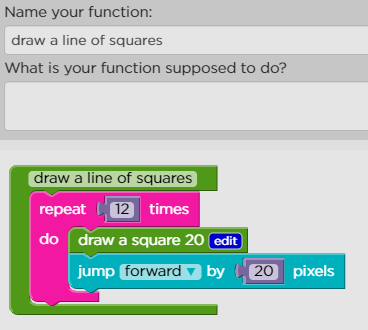 Name your function:
draw a line of squares
What is your function supposed to do?
draw a line of squares
repeat 12 times
do draw a square 20 edit
jump forward ▼ by 20 pixels